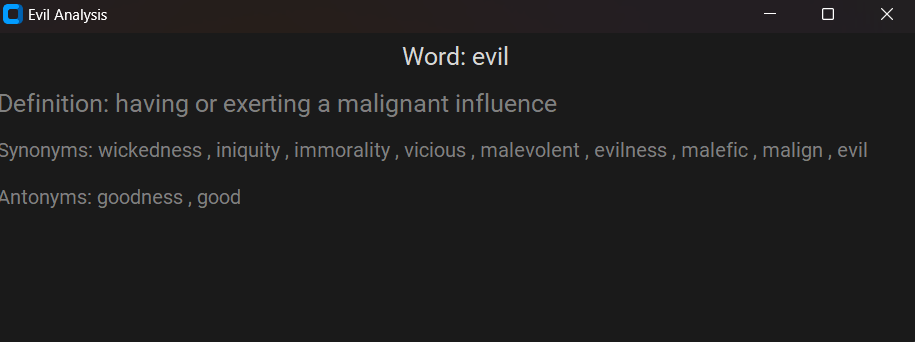 Evil Analysis
Word: evil
Definition: having or exerting a malignant influence
Synonyms: wickedness , iniquity , immorality , vicious , malevolent , evilness , malefic , malign , evil
Antonyms: goodness , good